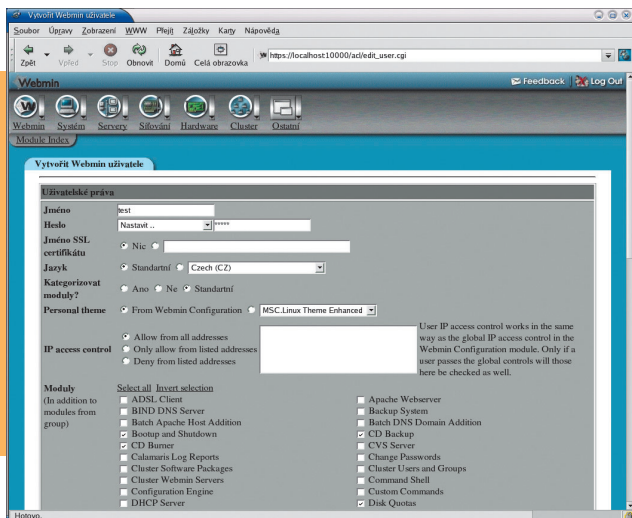 Vytvořit Webmin uživatele
Soubor Úpravy Zobrazení WWW Přejít Záložky Karty Nápověda
Zpět Vpřed Stop Obnovit Domů Celá obrazovka https://localhost:10000/acl/edit_user.cgi
Webmin Feedback Log Out
Webmin Systém Servery Síťování Hardware Cluster Ostatní
Module Index
Vytvořit Webmin uživatele
Uživatelské práva
Jméno test
Heslo Nastavit .. *****
Jméno SSL certifikátu Nic
Jazyk Standartní Czech (CZ)
Kategorizovat moduly? Ano Ne Standartní
Personal theme From Webmin Configuration MSC.Linux Theme Enhanced
IP access control
Allow from all addresses
Only allow from listed addresses
Deny from listed addresses
User IP access control works in the same
way as the global IP access control in the
Webmin Configuration module. Only if a
user passes the global controls will those
here be checked as well.
Moduly
(In addition to
modules from
group)
Select all Invert selection
ADSL Client Apache Webserver
BIND DNS Server Backup System
Batch Apache Host Addition Batch DNS Domain Addition
Bootup and Shutdown CD Backup
CD Burner CVS Server
Calamaris Log Reports Change Passwords
Cluster Software Packages Cluster Users and Groups
Cluster Webmin Servers Command Shell
Configuration Engine Custom Commands
DHCP Server Disk Quotas
Hotovo.